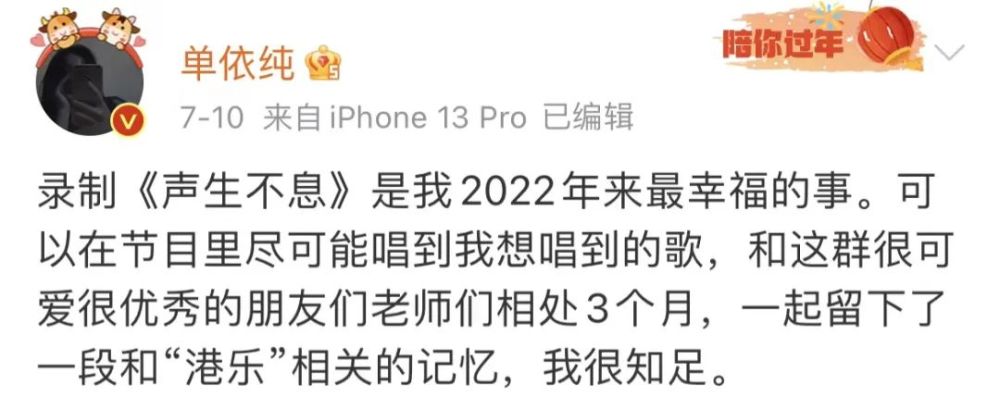 单依纯
陪你过年
7-10 来自 iPhone 13 Pro 已编辑
录制《声生不息》是我2022年来最幸福的事。可
以在节目里尽可能唱到我想唱到的歌，和这群很可
爱很优秀的朋友们老师们相处3个月，一起留下了
一段和“港乐”相关的记忆，我很知足。